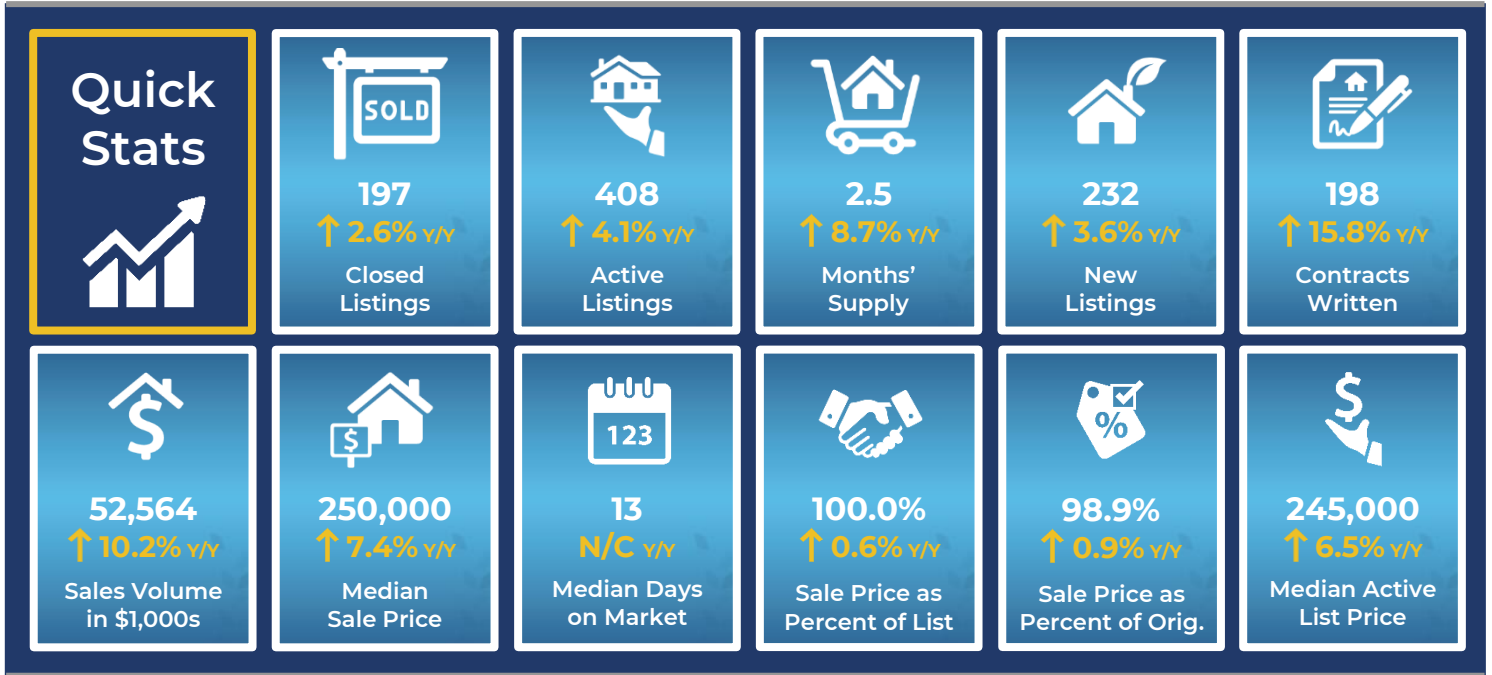 Quick
Stats
SOLD
197
↑ 2.6% Y/Y
Closed
Listings
408
↑ 4.1% Y/Y
Active
Listings
2.5
↑ 8.7% Y/Y
Months’
Supply
232
↑ 3.6% Y/Y
New
Listings
198
↑ 15.8% Y/Y
Contracts
Written
$
52,564
↑ 10.2% Y/Y
Sales Volume
in $1,000s
$
250,000
↑ 7.4% Y/Y
Median
Sale Price
123
13
N/C Y/Y
Median Days
on Market
100.0%
↑ 0.6% Y/Y
Sale Price as
Percent of List
%
98.9%
↑ 0.9% Y/Y
Sale Price as
Percent of Orig.
$
245,000
↑ 6.5% Y/Y
Median Active
List Price